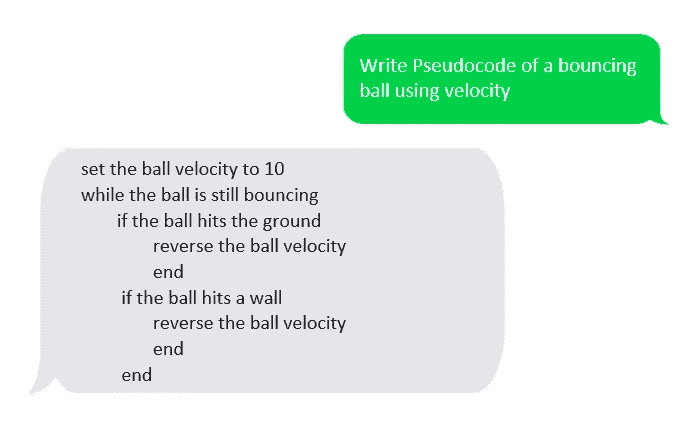 Write Pseudocode of a bouncing
ball using velocity
set the ball velocity to 10
while the ball is still bouncing
if the ball hits the ground
reverse the ball velocity
end
if the ball hits a wall
reverse the ball velocity
end
end